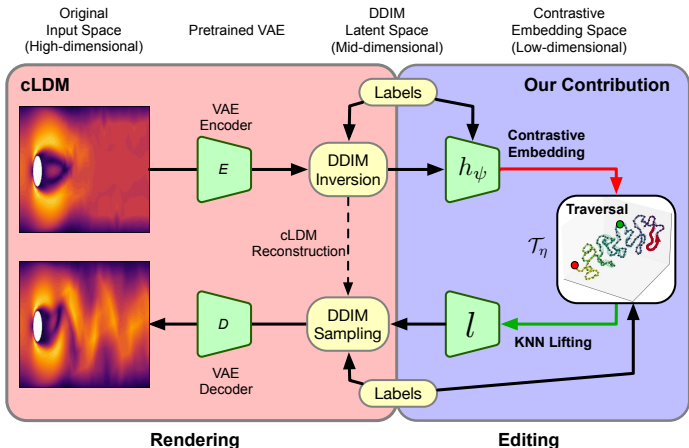 Original
Input Space
(High-dimensional)
Pretrained VAE
DDIM
Latent Space
(Mid-dimensional)
Contrastive
Embedding Space
(Low-dimensional)
cLDM
Our Contribution
Labels
VAE
Encoder
E
DDIM
Inversion
h_ψ
Contrastive
Embedding
Traversal
𝒯_η
cLDM
Reconstruction
D
DDIM
Sampling
l
KNN Lifting
VAE
Decoder
Labels
Rendering
Editing